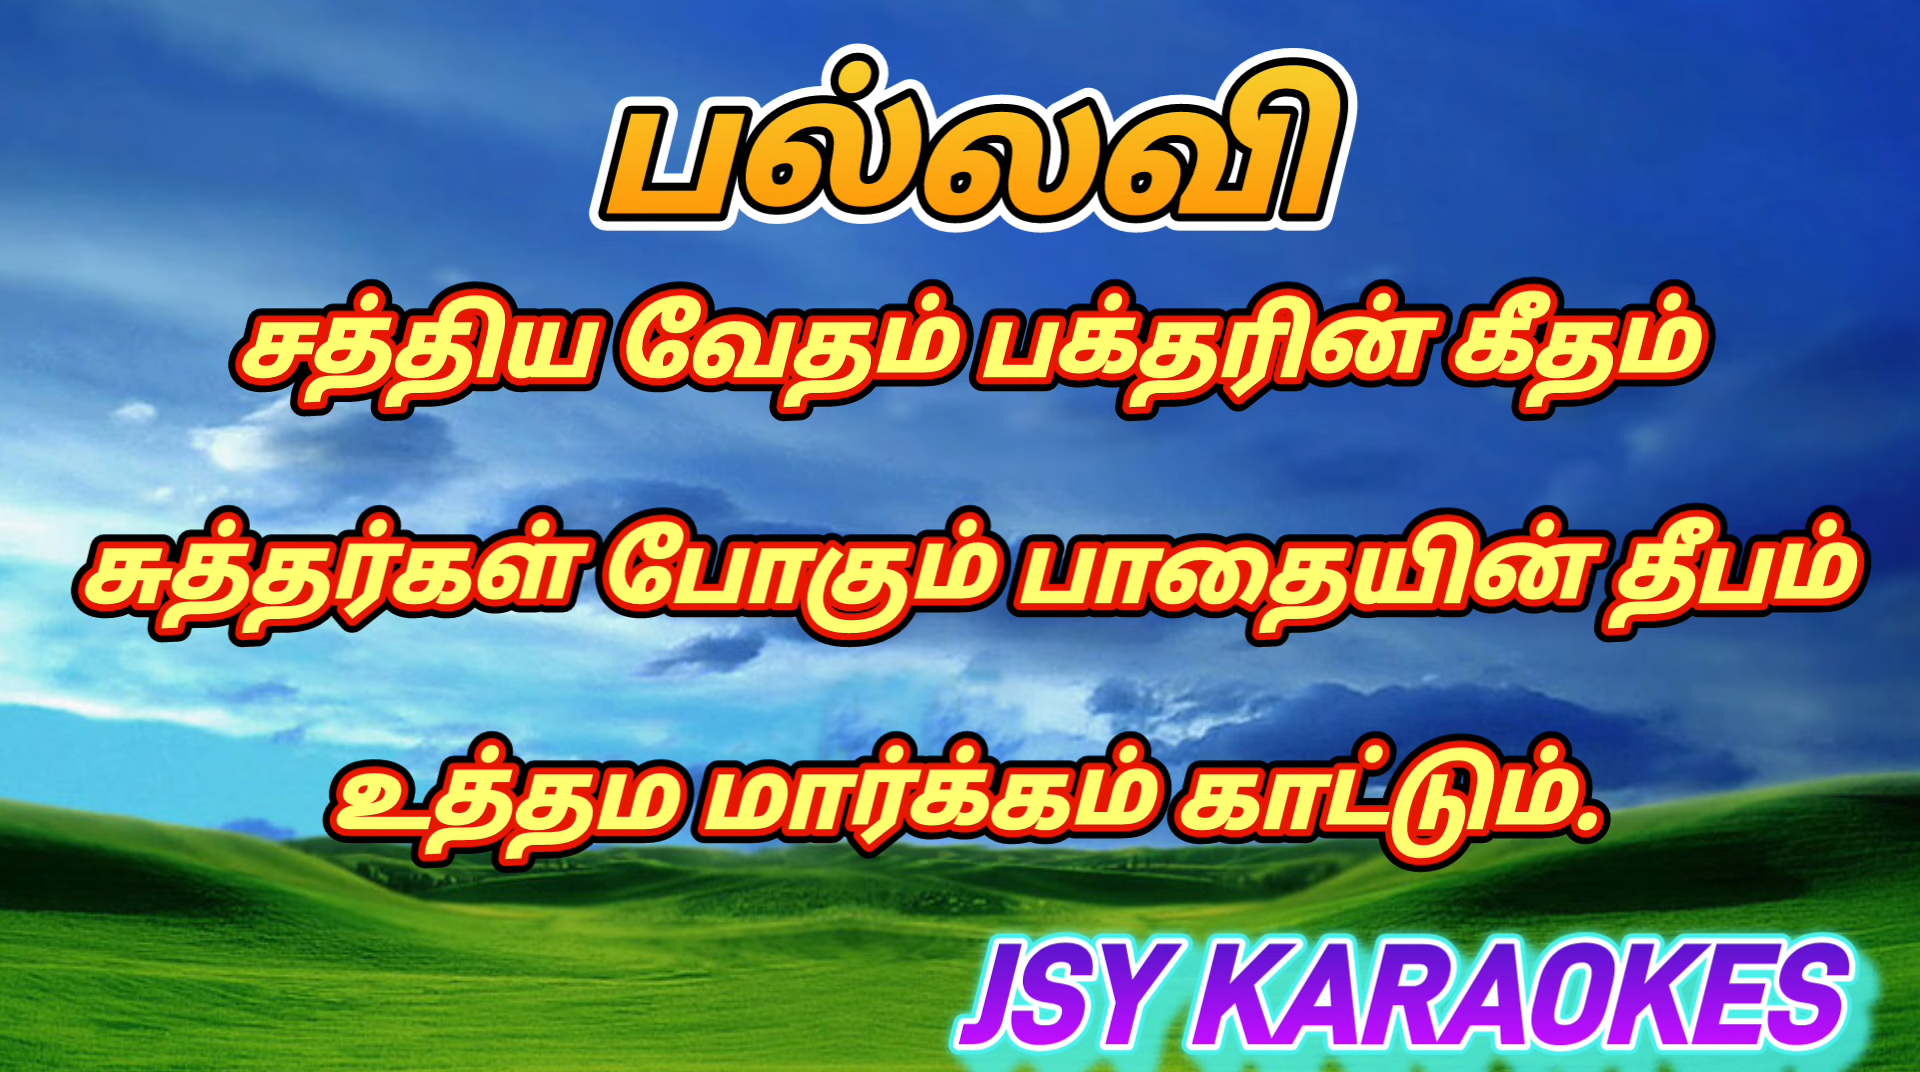 பல்லவி
சத்திய வேதம் பக்தரின் கீதம்
சுத்தர்கள் போகும் பாதையின் தீபம்
உத்தம மார்க்கம் காட்டும்.
JSY KARAOKES